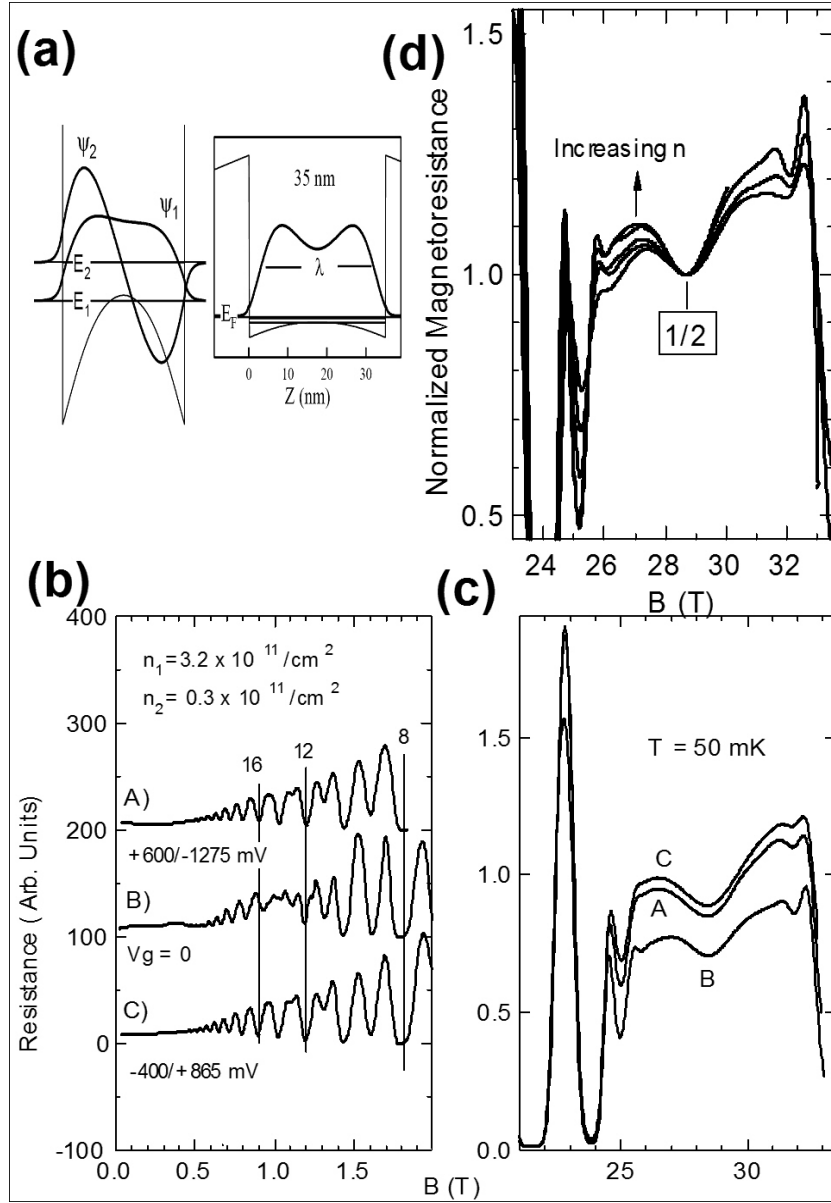 (a)
ψ2
ψ1
E2
E1
35 nm
λ
EF
0 10 20 30
Z (nm)
(d)
Normalized Magnetoresistance
1.5
1.0
0.5
Increasing n
1/2
24 26 28 30 32
B (T)
(b)
Resistance ( Arb. Units)
400
300
200
100
0
-100
n1 = 3.2 x 10 11 /cm 2
n2 = 0.3 x 10 11 /cm 2
16 12 8
A)
+600/-1275 mV
B)
Vg = 0
C)
-400/+865 mV
0.0 0.5 1.0 1.5
B (T)
(c)
1.5
1.0
0.5
0.0
T = 50 mK
C
A
B
25 30